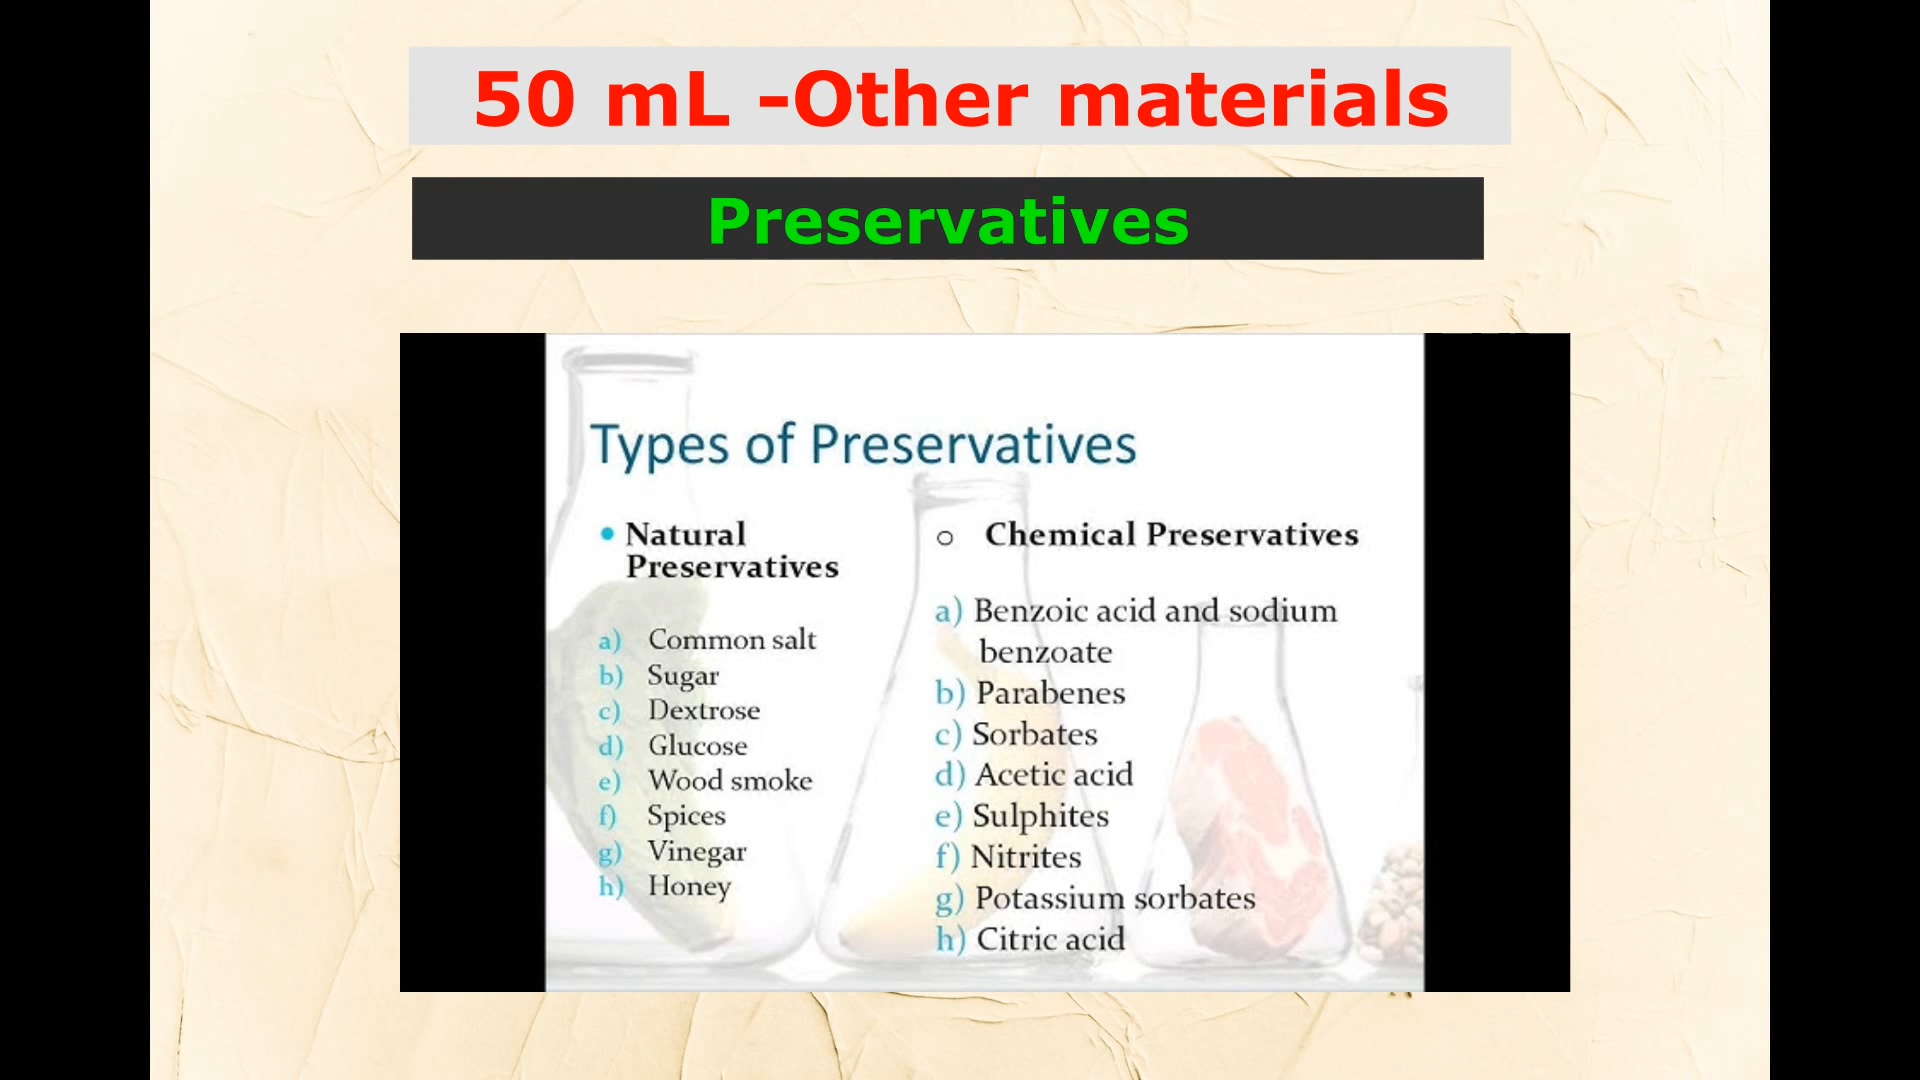 50 mL -Other materials
Preservatives
Types of Preservatives
• Natural
Preservatives
a) Common salt
b) Sugar
c) Dextrose
d) Glucose
e) Wood smoke
f) Spices
g) Vinegar
h) Honey
o Chemical Preservatives
a) Benzoic acid and sodium
benzoate
b) Parabenes
c) Sorbates
d) Acetic acid
e) Sulphites
f) Nitrites
g) Potassium sorbates
h) Citric acid